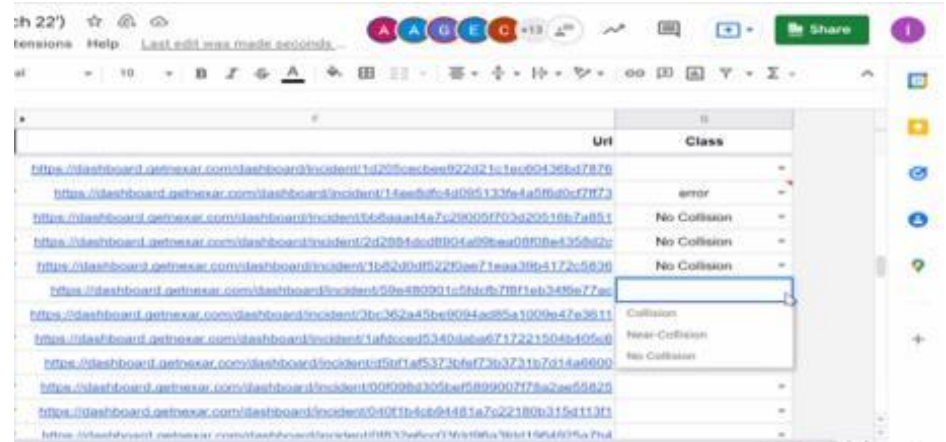 ch 22')
tensions Help Last edit was made seconds...
A A G E C +13
Share
I
10 B I S A
F G
Url Class
https://dashboard.getnexar.com/dashboard/incident/1d205cecbee922d21c1ec60436bd7876
https://dashboard.getnexar.com/dashboard/incident/14ee8dfc4d095133fe4a5f6d0cf7ff73 error
https://dashboard.getnexar.com/dashboard/incident/bb8aaad4a7c29005f703d20516b7a851 No Collision
https://dashboard.getnexar.com/dashboard/incident/2d2884dcd8904a99bea08f08e4358d2c No Collision
https://dashboard.getnexar.com/dashboard/incident/1b82d0df522f0ae71eaa39b4172c5836 No Collision
https://dashboard.getnexar.com/dashboard/incident/59e480901c5fdcfb7f8f1eb34f6e77ac
https://dashboard.getnexar.com/dashboard/incident/3bc362a45be9094ad85a1009e47e3611 Collision
https://dashboard.getnexar.com/dashboard/incident/1afdcced5340daba6717221504b405c6 Near-Collision
https://dashboard.getnexar.com/dashboard/incident/d5bf1af5373bfef73b3731b7d14a6600 No Collision
https://dashboard.getnexar.com/dashboard/incident/00f098d305bef5899007f78a2ae55825
https://dashboard.getnexar.com/dashboard/incident/040f1b4cb94481a7c22180b315d113f1